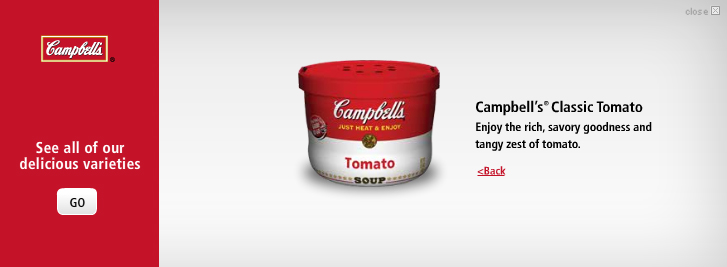 close
Campbell's®
See all of our
delicious varieties
GO
Campbell's
JUST HEAT & ENJOY
Tomato
SOUP
Campbell's® Classic Tomato
Enjoy the rich, savory goodness and
tangy zest of tomato.
<Back